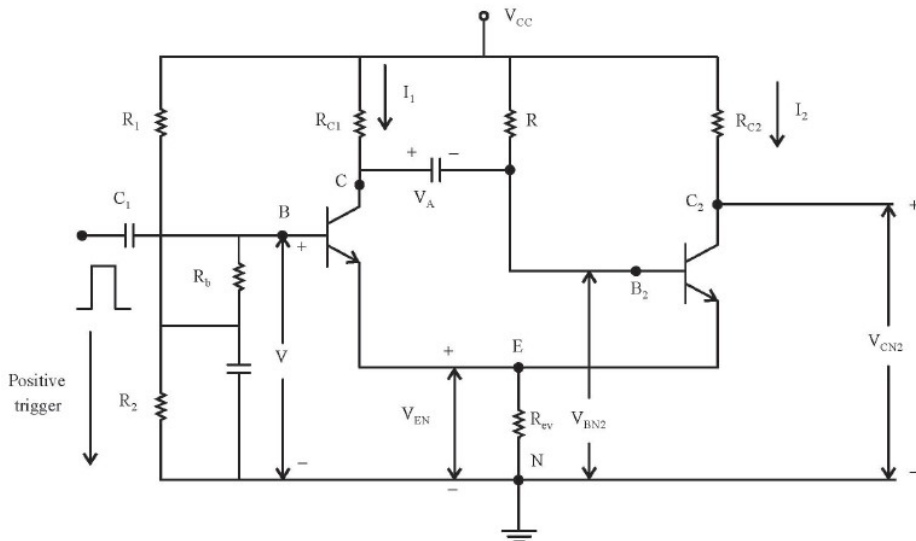 V_CC
R_1
R_C1
I_1
R
R_C2
I_2
+
−
C
V_A
C_1
B
+
C_2
+
R_b
B_2
V
E
+
V_CN2
Positive
trigger
R_2
V_EN
R_ev
V_BN2
N
−
−
−